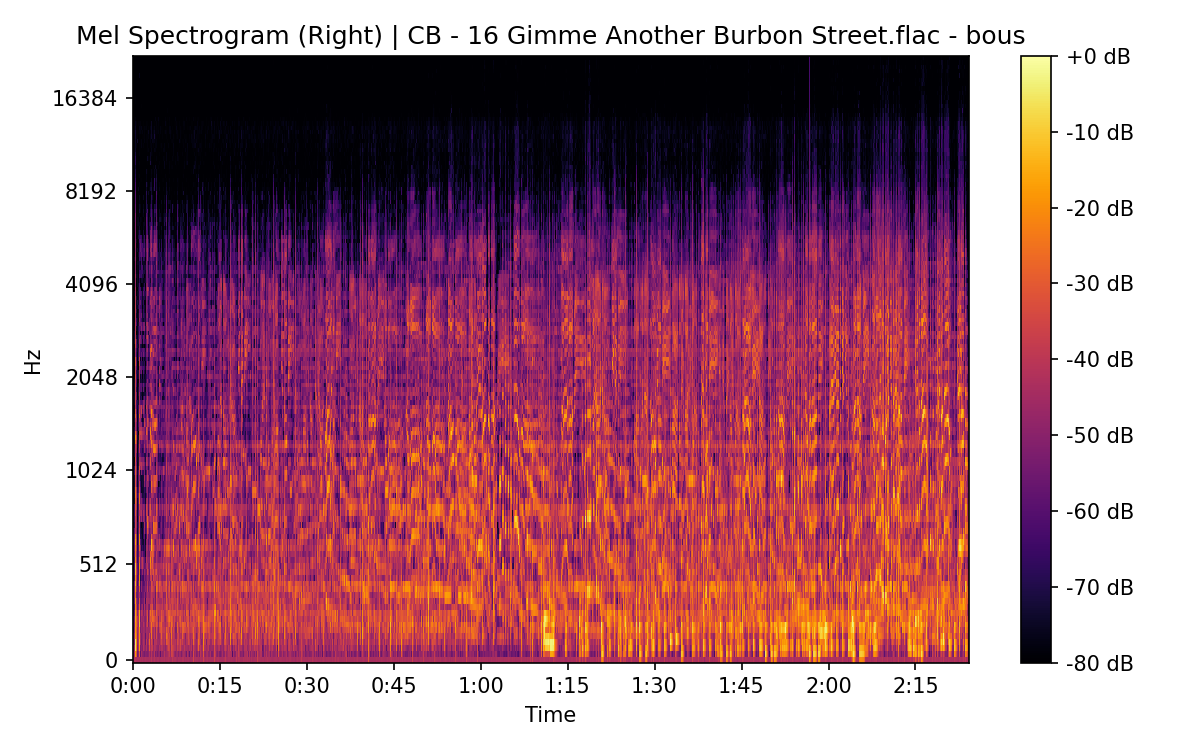 Mel Spectrogram (Right) | CB - 16 Gimme Another Burbon Street.flac - bous
Hz
16384
8192
4096
2048
1024
512
0
0:00 0:15 0:30 0:45 1:00 1:15 1:30 1:45 2:00 2:15
Time
+0 dB
-10 dB
-20 dB
-30 dB
-40 dB
-50 dB
-60 dB
-70 dB
-80 dB